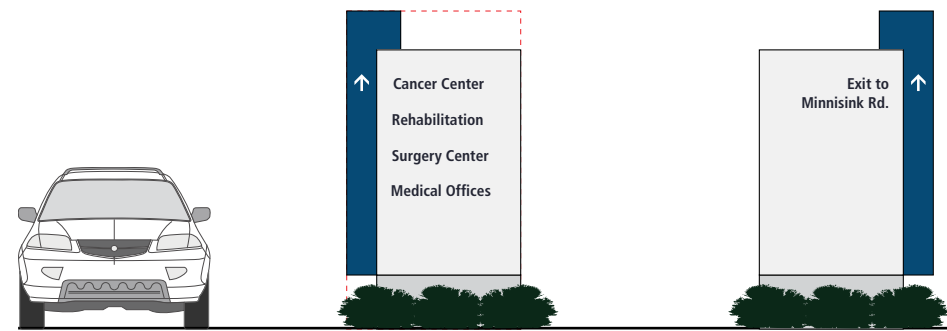 Cancer Center
Rehabilitation
Surgery Center
Medical Offices
Exit to
Minnisink Rd.